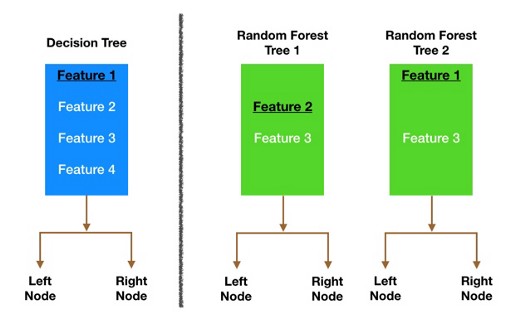 Decision Tree
Feature 1
Feature 2
Feature 3
Feature 4
Left
Node
Right
Node
Random Forest
Tree 1
Feature 2
Feature 3
Left
Node
Right
Node
Random Forest
Tree 2
Feature 1
Feature 3
Left
Node
Right
Node